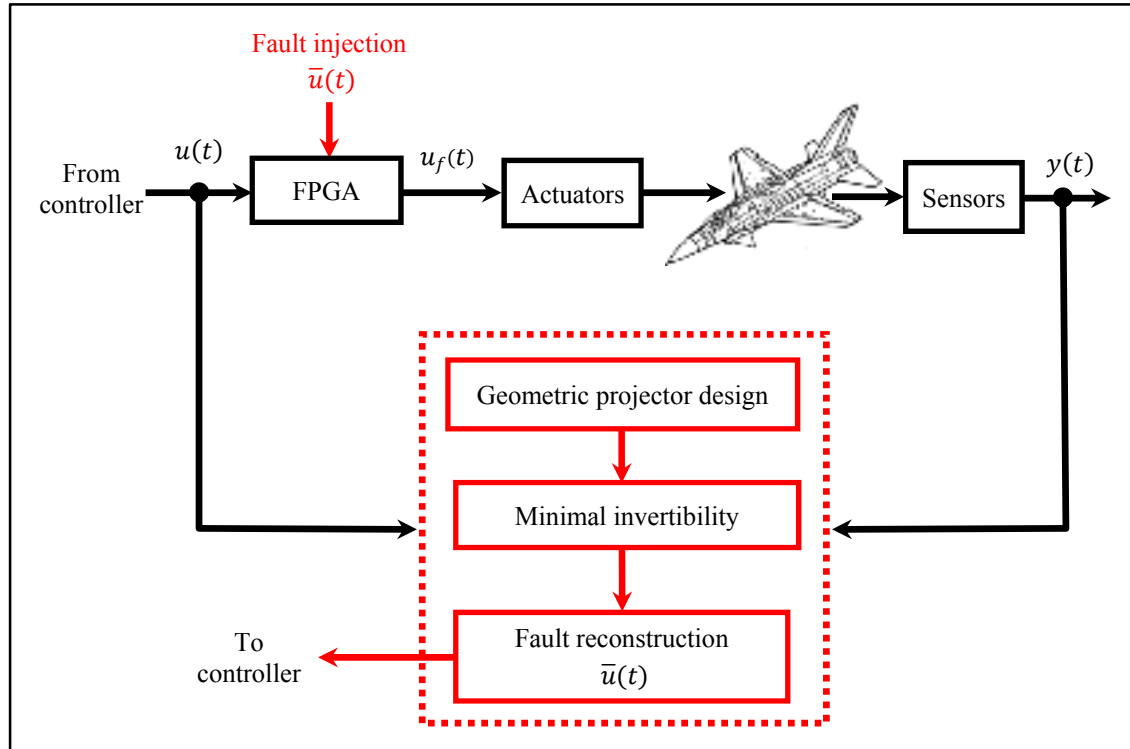 Fault injection
ū(t)
u(t)
u_f(t)
y(t)
From
controller
FPGA
Actuators
Sensors
Geometric projector design
Minimal invertibility
Fault reconstruction
ū(t)
To
controller